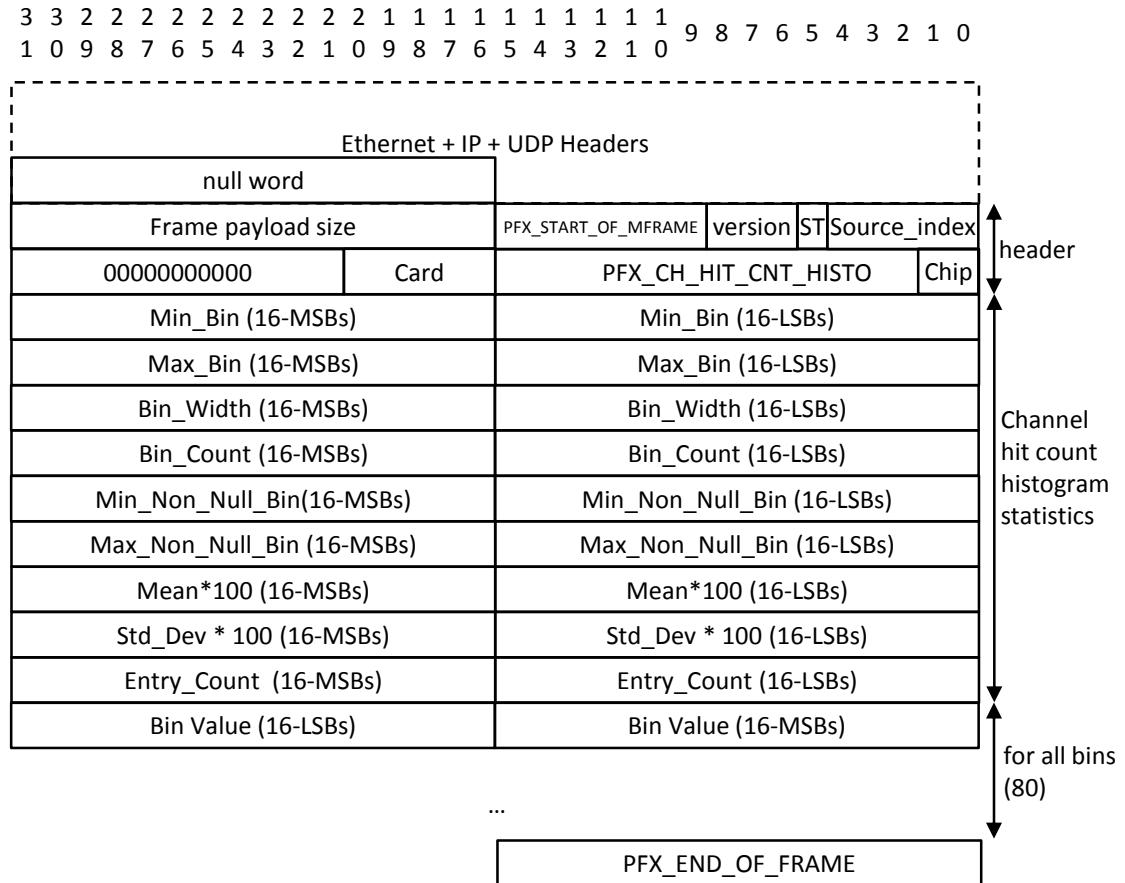 3 3 2 2 2 2 2 2 2 2 2 2 1 1 1 1 1 1 1 1 1 1 9 8 7 6 5 4 3 2 1 0
1 0 9 8 7 6 5 4 3 2 1 0 9 8 7 6 5 4 3 2 1 0
Ethernet + IP + UDP Headers
null word
Frame payload size PFX_START_OF_MFRAME version ST Source_index
header
00000000000 Card PFX_CH_HIT_CNT_HISTO Chip
Min_Bin (16-MSBs) Min_Bin (16-LSBs)
Max_Bin (16-MSBs) Max_Bin (16-LSBs)
Bin_Width (16-MSBs) Bin_Width (16-LSBs)
Bin_Count (16-MSBs) Bin_Count (16-LSBs)
Min_Non_Null_Bin(16-MSBs) Min_Non_Null_Bin (16-LSBs)
Max_Non_Null_Bin (16-MSBs) Max_Non_Null_Bin (16-LSBs)
Mean*100 (16-MSBs) Mean*100 (16-LSBs)
Std_Dev * 100 (16-MSBs) Std_Dev * 100 (16-LSBs)
Entry_Count (16-MSBs) Entry_Count (16-LSBs)
Channel
hit count
histogram
statistics
Bin Value (16-LSBs) Bin Value (16-MSBs)
for all bins
(80)
...
PFX_END_OF_FRAME